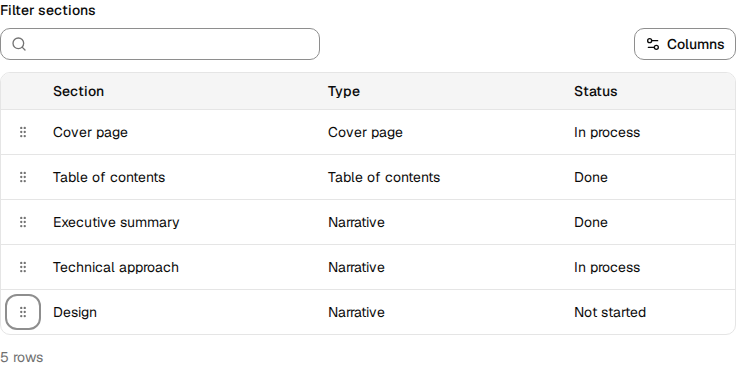 Filter sections
Columns
Section Type Status
Cover page Cover page In process
Table of contents Table of contents Done
Executive summary Narrative Done
Technical approach Narrative In process
Design Narrative Not started
5 rows